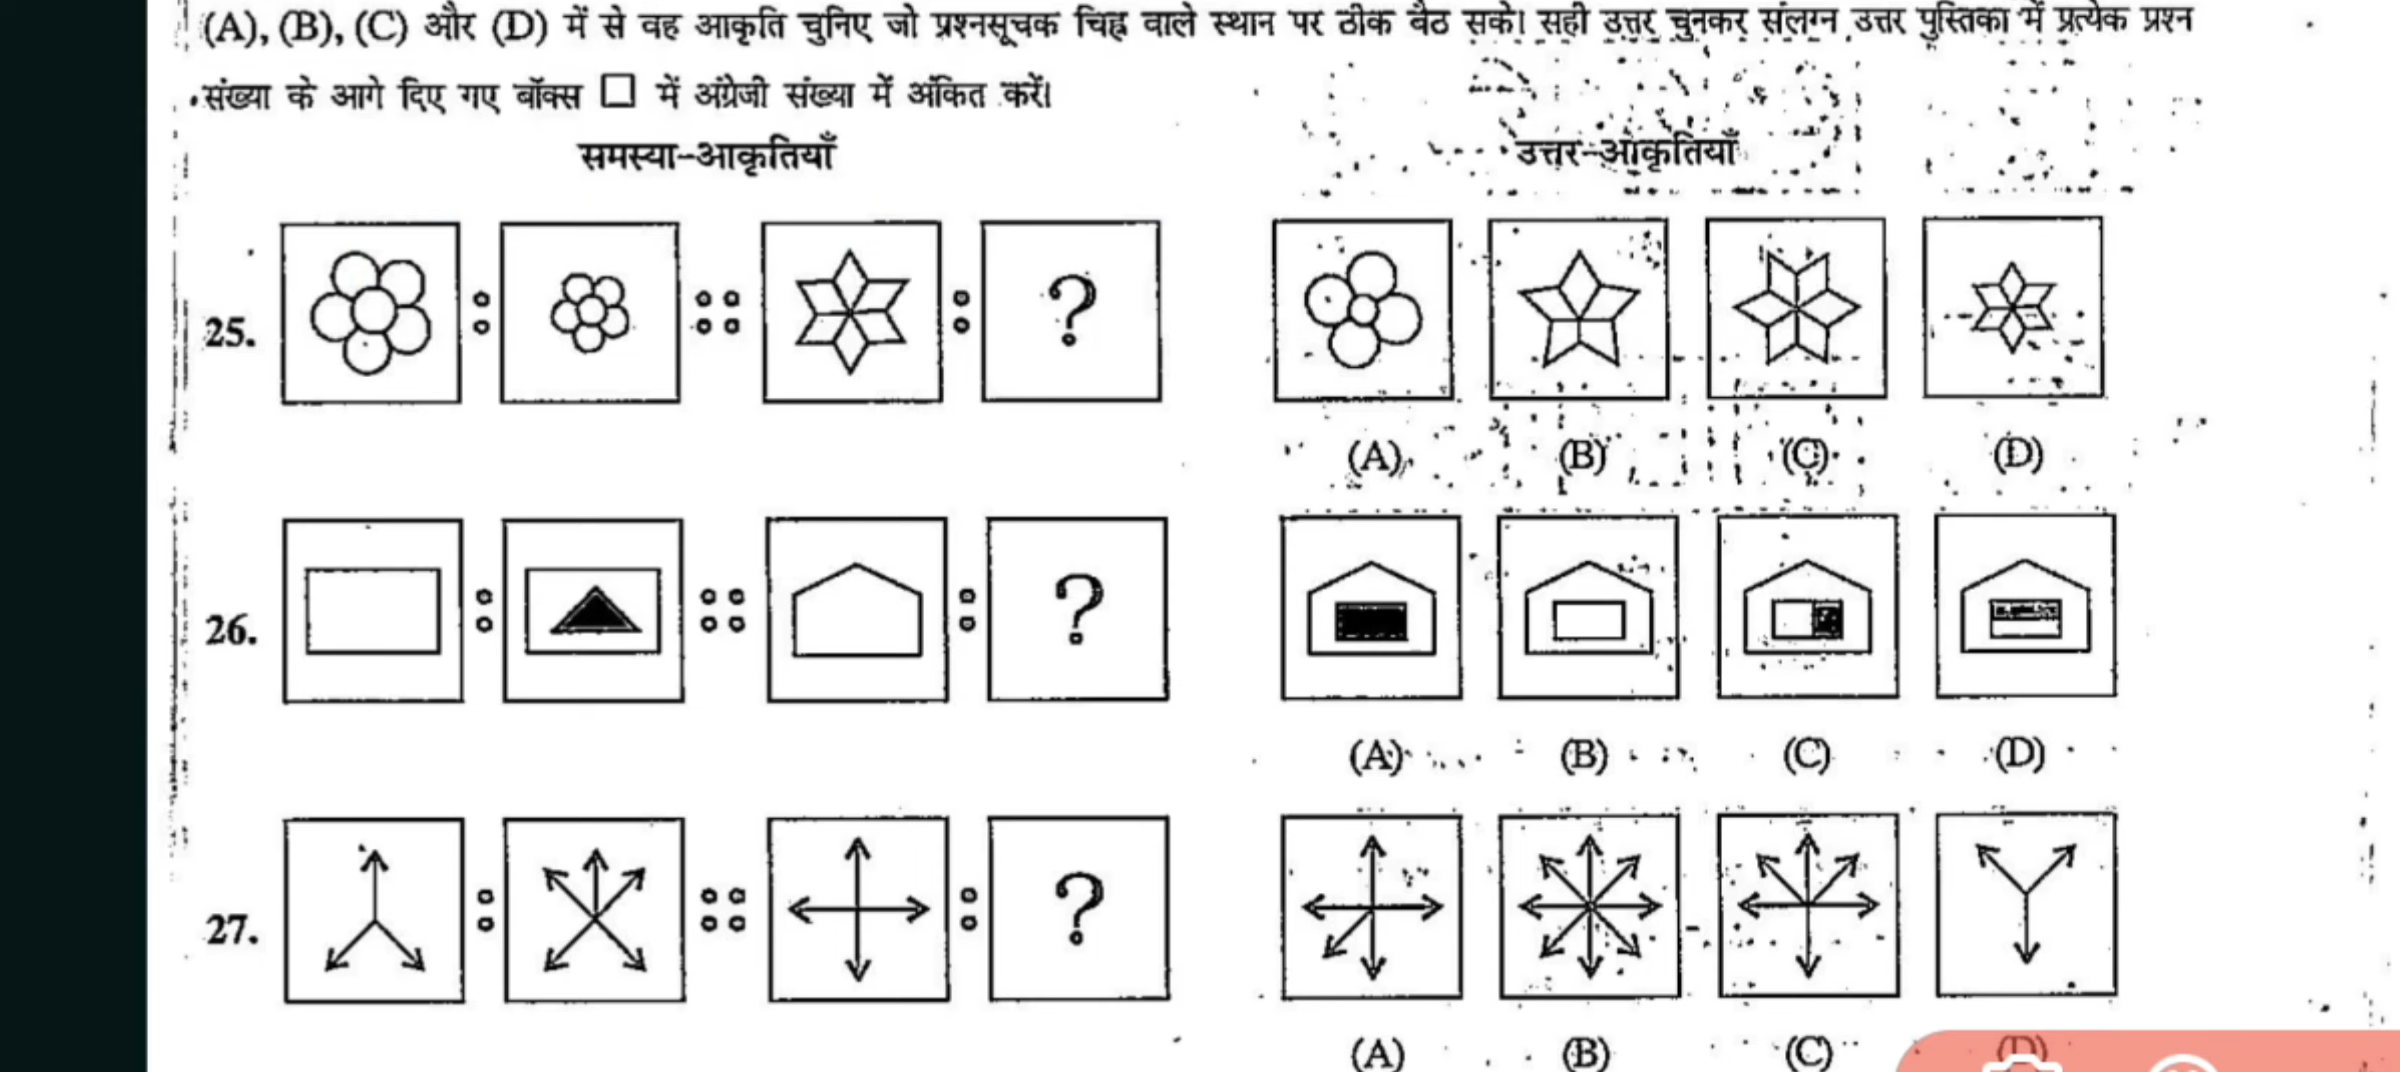 (A), (B), (C) और (D) में से वह आकृति चुनिए जो प्रश्नसूचक चिह्न वाले स्थान पर ठीक बैठ सके। सही उत्तर चुनकर संलग्न उत्तर पुस्तिका में प्रत्येक प्रश्न
संख्या के आगे दिए गए बॉक्स □ में अंग्रेजी संख्या में अंकित करें।
समस्या-आकृतियाँ उत्तर-आकृतियाँ
25. : :: : ?
(A) (B) (C) (D)
26. : :: : ?
(A) (B) (C) (D)
27. : :: : ?
(A) (B) (C) (D)